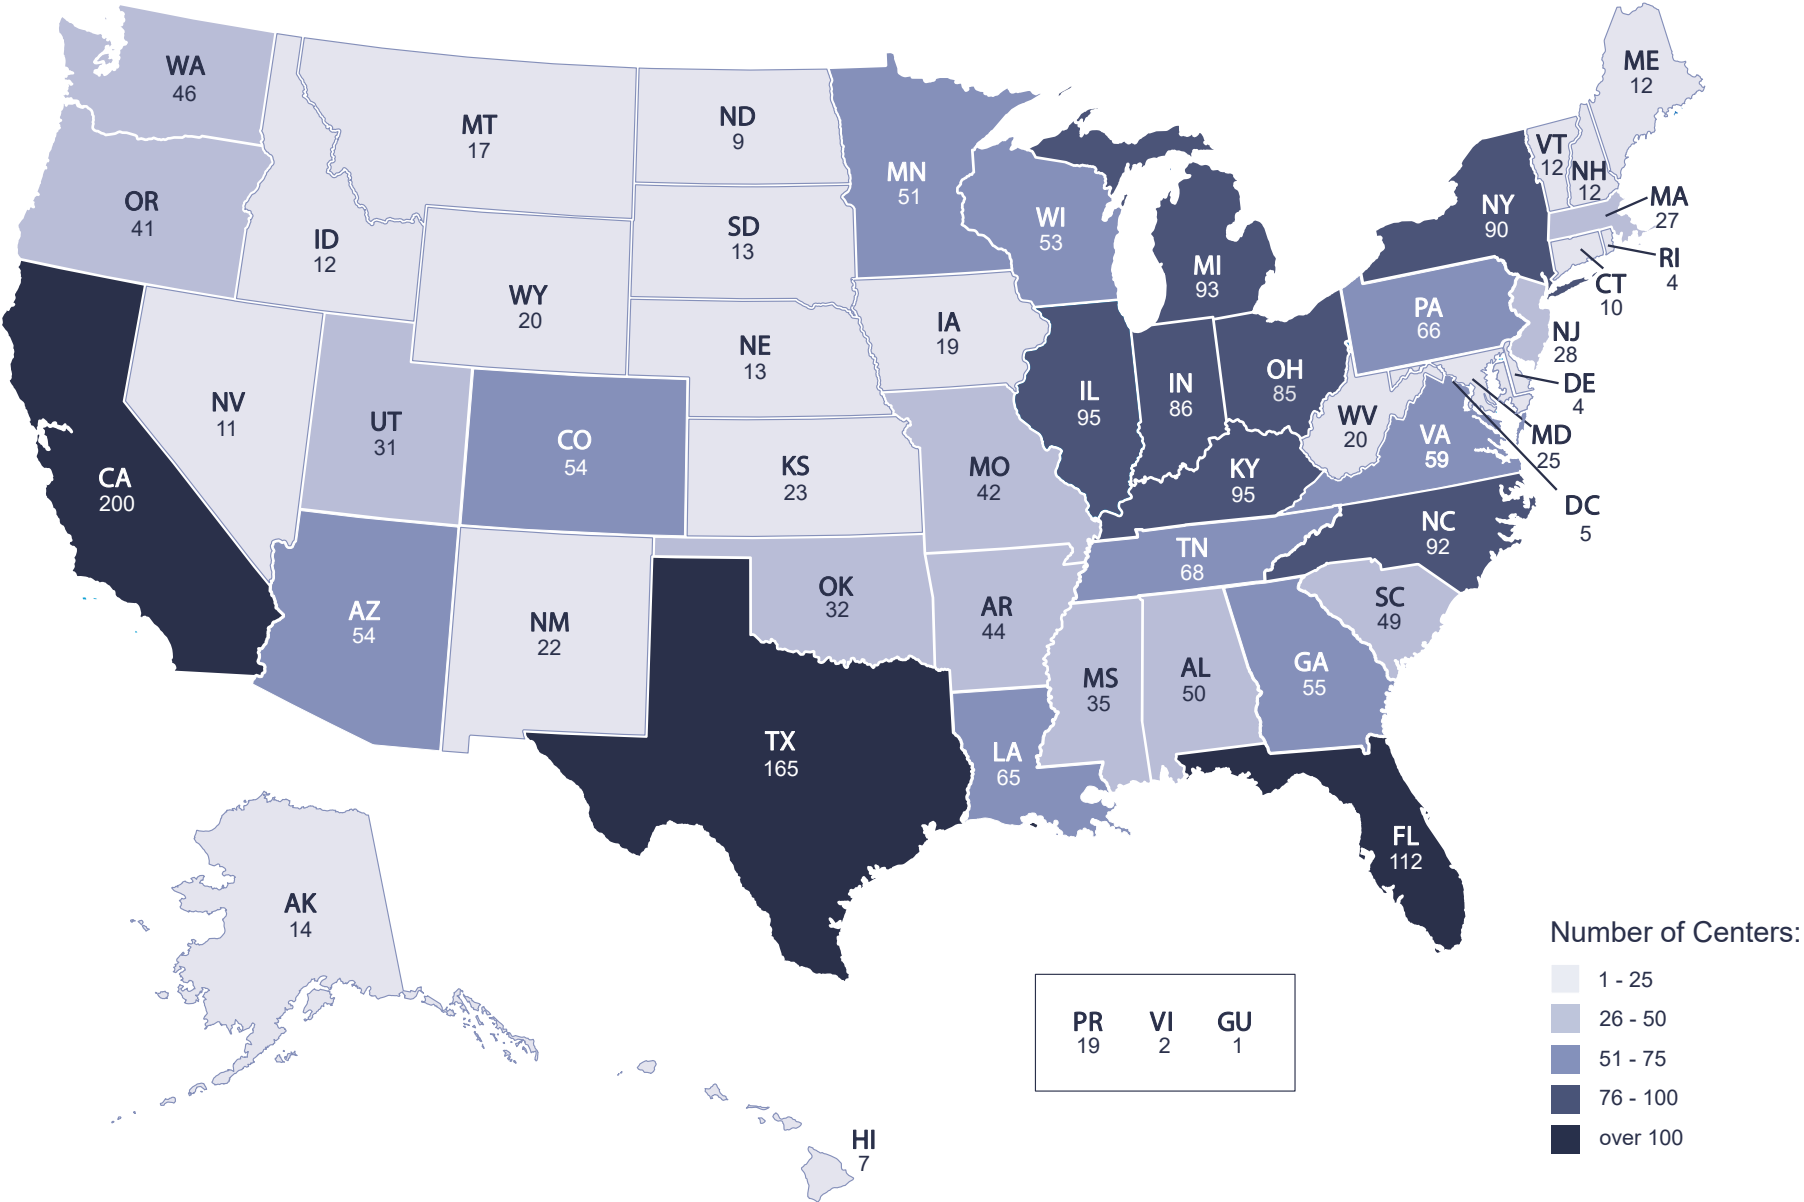 WA
46
OR
41
CA
200
ID
12
NV
11
MT
17
WY
20
UT
31
AZ
54
CO
54
NM
22
ND
9
SD
13
NE
13
KS
23
OK
32
TX
165
MN
51
IA
19
MO
42
AR
44
LA
65
WI
53
IL
95
MI
93
IN
86
OH
85
KY
95
TN
68
MS
35
AL
50
GA
55
FL
112
SC
49
NC
92
VA
59
WV
20
PA
66
NY
90
VT
12
NH
12
ME
12
MA
27
RI
4
CT
10
NJ
28
DE
4
MD
25
DC
5
AK
14
HI
7
PR
19
VI
2
GU
1
Number of Centers:
1 - 25
26 - 50
51 - 75
76 - 100
over 100